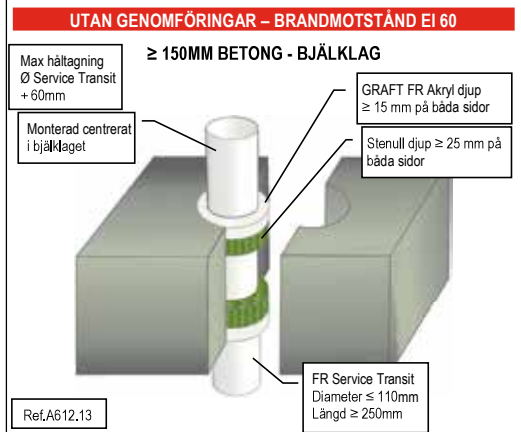 UTAN GENOMFÖRINGAR – BRANDMOTSTÅND EI 60
≥ 150MM BETONG - BJÄLKLAG
Max håltagning
Ø Service Transit
+ 60mm
Monterad centrerat
i bjälklaget
GRAFT FR Akryl djup
≥ 15 mm på båda sidor
Stenull djup ≥ 25 mm på
båda sidor
FR Service Transit
Diameter ≤ 110mm
Längd ≥ 250mm
Ref.A612.13